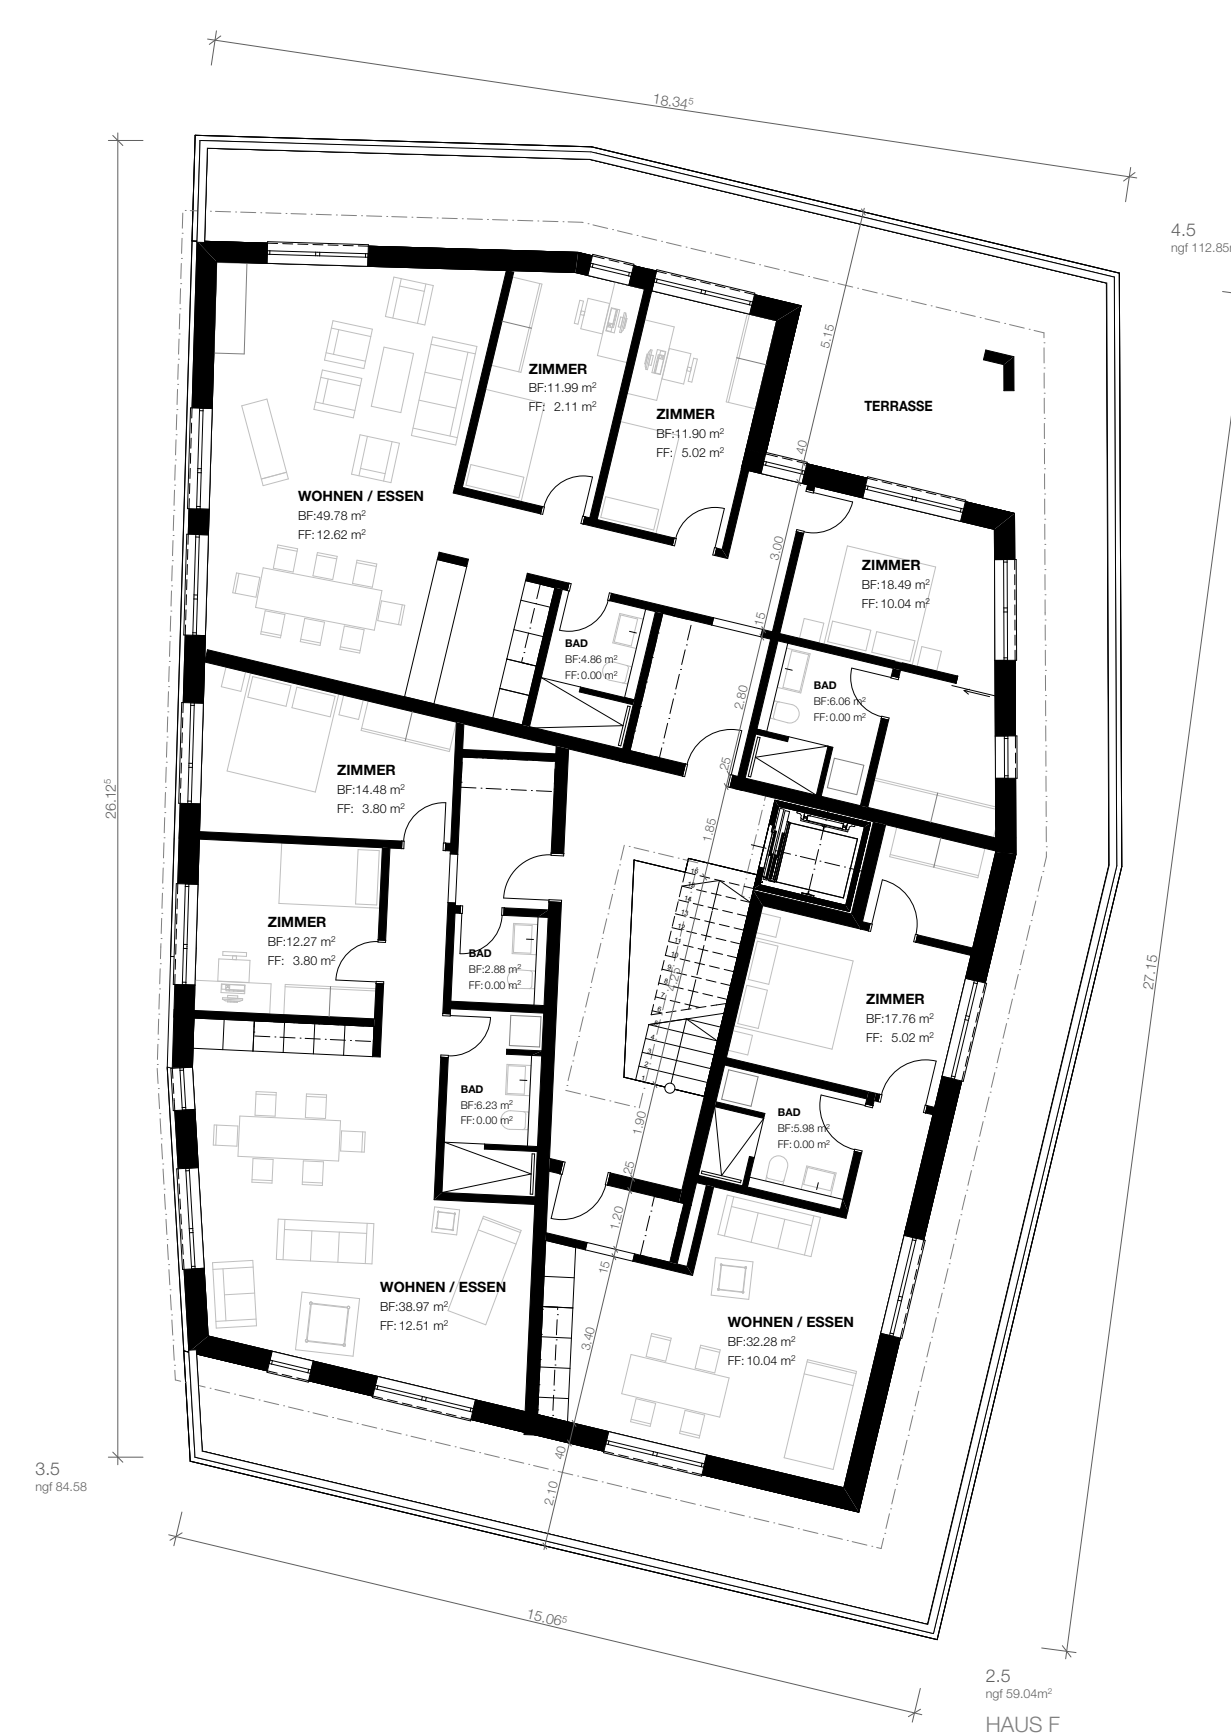 18.34⁵
4.5
ngf 112.85
5.15
40
TERRASSE
ZIMMER
BF:11.99 m²
FF: 2.11 m²
ZIMMER
BF:11.90 m²
FF: 5.02 m²
WOHNEN / ESSEN
BF:49.78 m²
FF: 12.62 m²
3.00
ZIMMER
BF:18.49 m²
FF: 10.04 m²
15
BAD
BF:4.86 m²
FF:0.00 m²
2.80
BAD
BF:6.06 m²
FF:0.00 m²
25
ZIMMER
BF:14.48 m²
FF: 3.80 m²
26.12⁵
1.85
ZIMMER
BF:12.27 m²
FF: 3.80 m²
BAD
BF:2.88 m²
FF:0.00 m²
27.15
ZIMMER
BF:17.76 m²
FF: 5.02 m²
BAD
BF:6.23 m²
FF:0.00 m²
1.90
BAD
BF:5.98 m²
FF:0.00 m²
25
1.20
15
WOHNEN / ESSEN
BF:38.97 m²
FF: 12.51 m²
WOHNEN / ESSEN
BF:32.28 m²
FF: 10.04 m²
3.40
40
2.10
3.5
ngf 84.58
15.06⁵
2.5
ngf 59.04m²
HAUS F